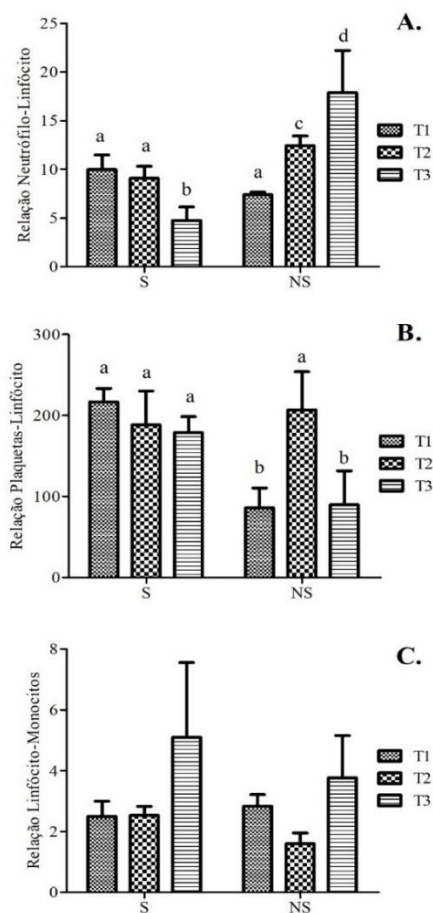 A.
Relação Neutrófilo-Linfócito
25
20
15
10
5
0
a
a
b
a
c
d
T1
T2
T3
S
NS
B.
Relação Plaquetas-Linfócito
300
200
100
0
a
a
a
b
a
b
T1
T2
T3
S
NS
C.
Relação Linfócito-Monocitos
8
6
4
2
0
T1
T2
T3
S
NS